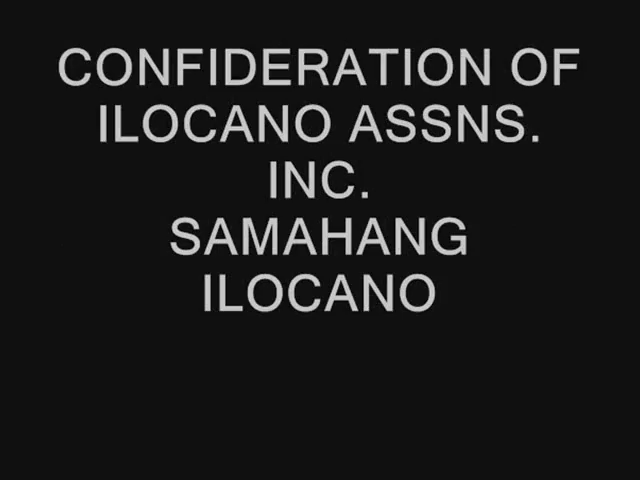 CONFIDERATION OF
ILOCANO ASSNS.
INC.
SAMAHANG
ILOCANO